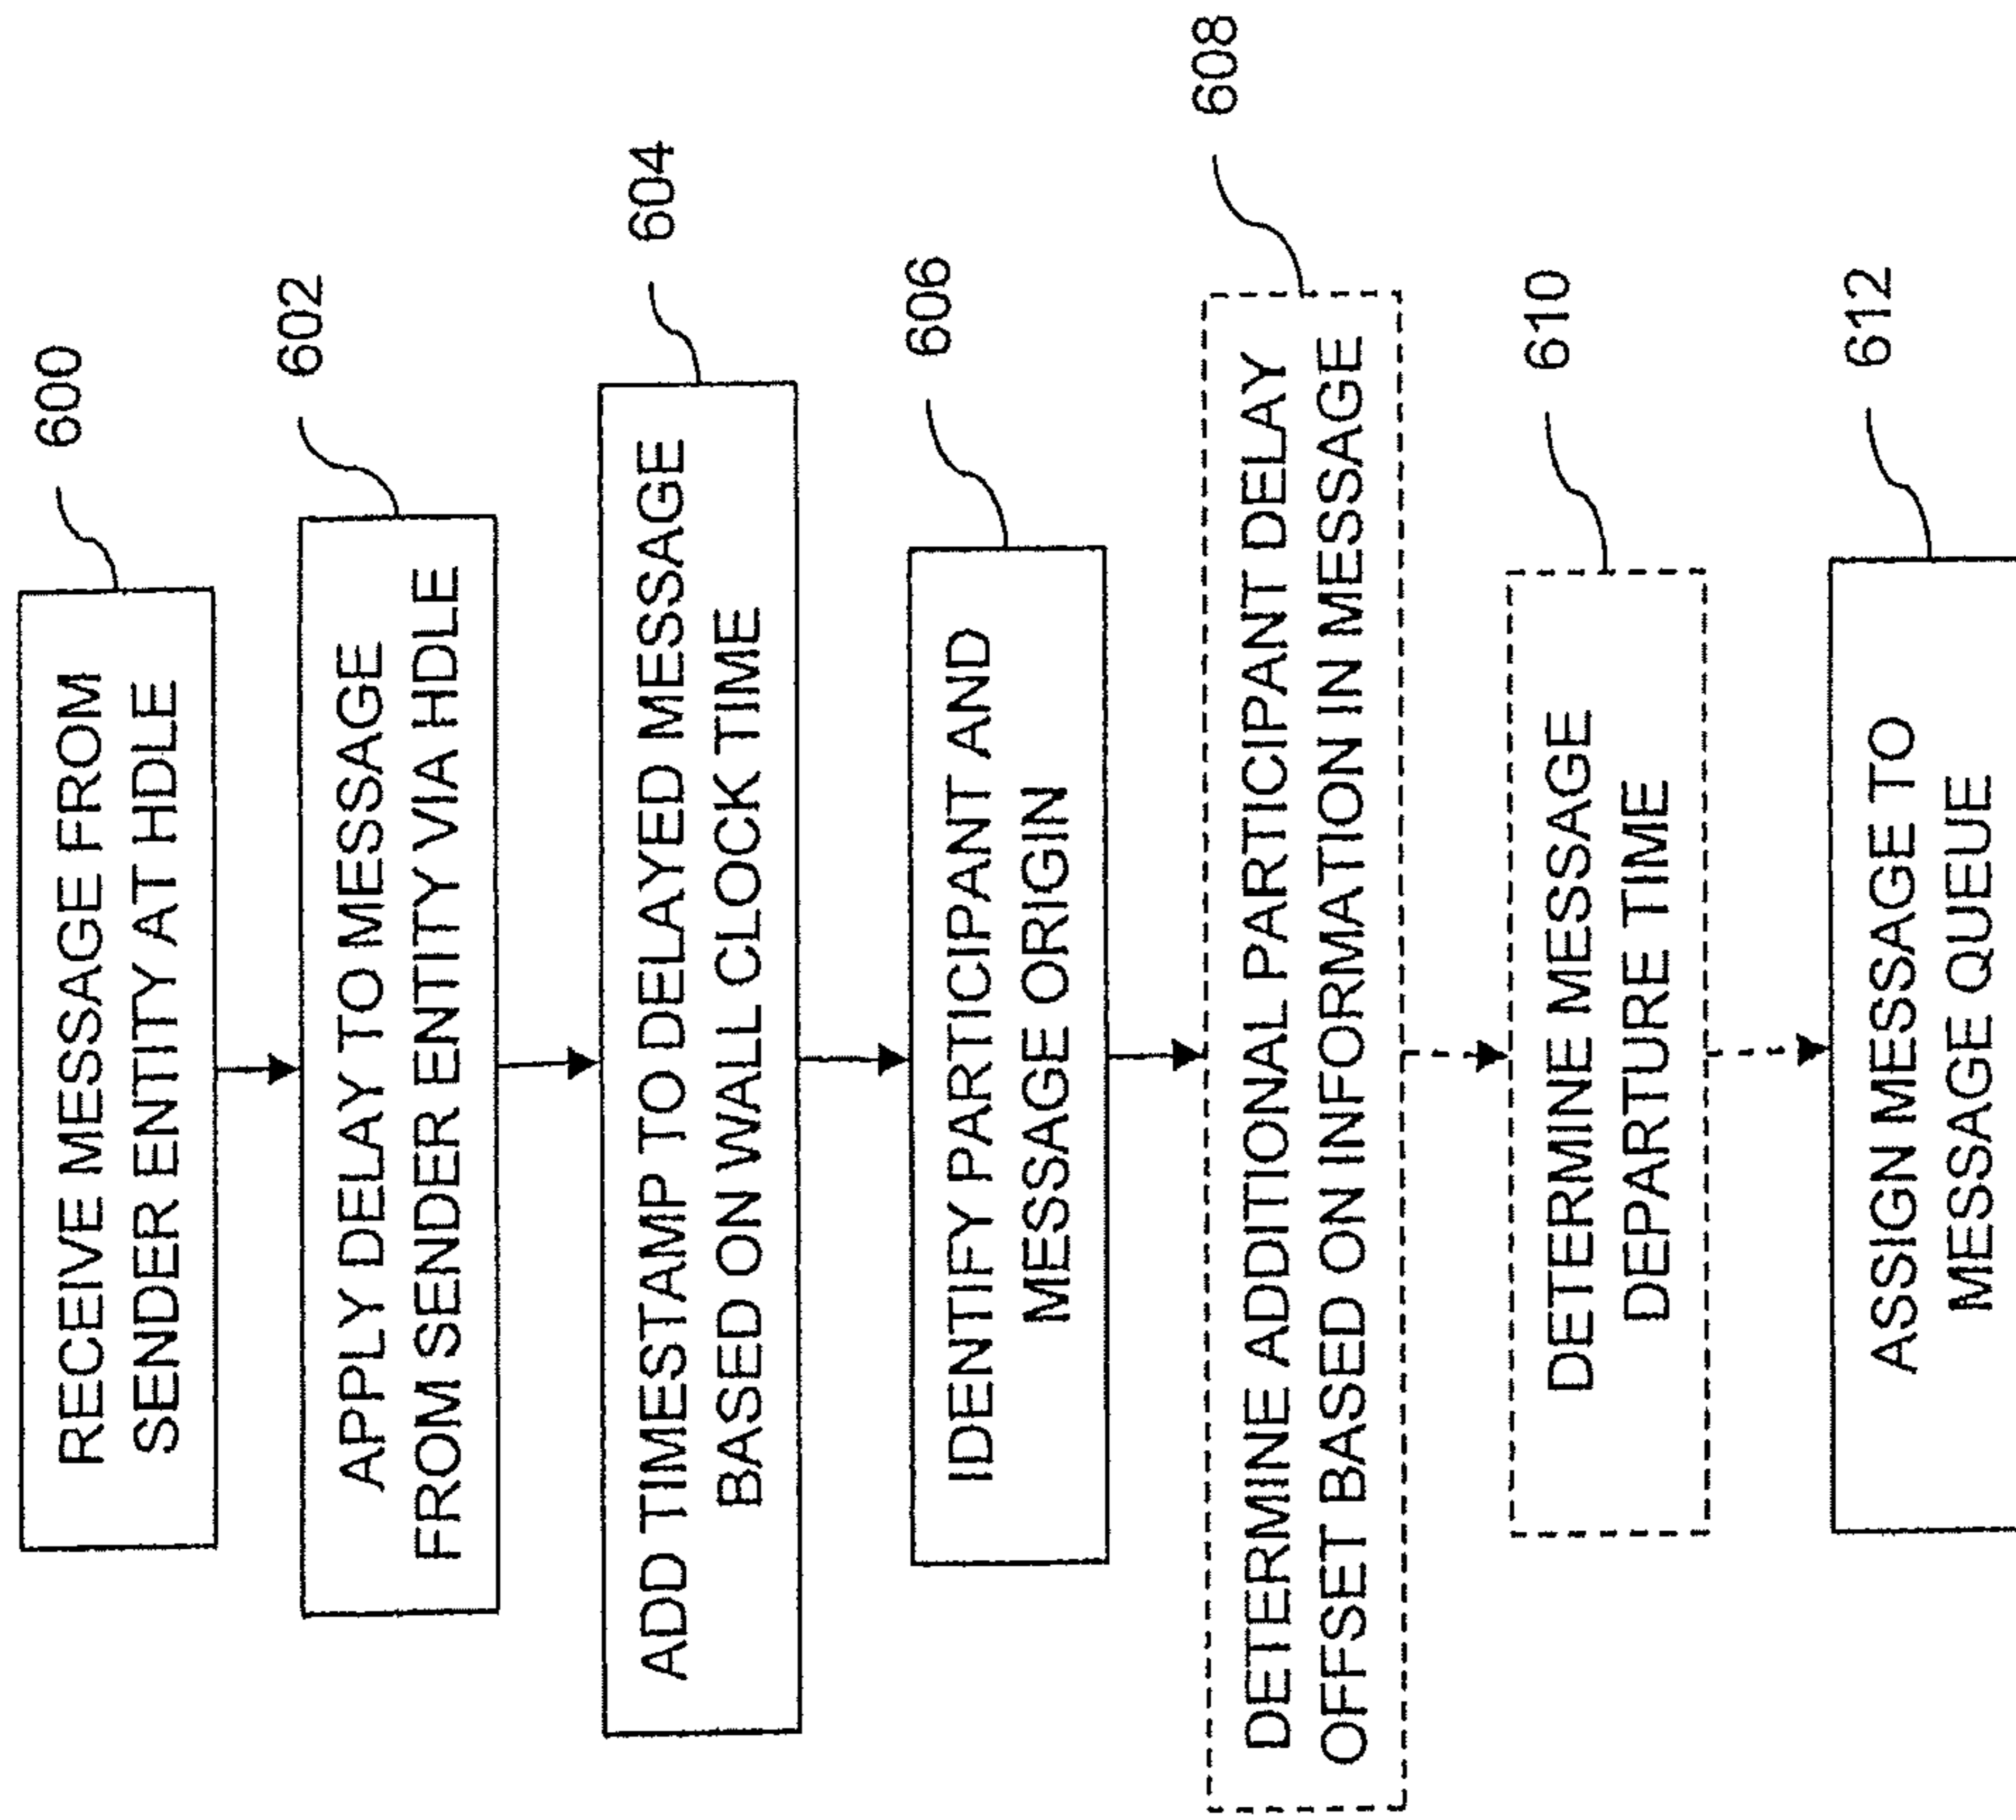 RECEIVE MESSAGE FROM
SENDER ENTITY AT HDLE
600
APPLY DELAY TO MESSAGE
FROM SENDER ENTITY VIA HDLE
602
ADD TIMESTAMP TO DELAYED MESSAGE
BASED ON WALL CLOCK TIME
604
IDENTIFY PARTICIPANT AND
MESSAGE ORIGIN
606
DETERMINE ADDITIONAL PARTICIPANT DELAY
OFFSET BASED ON INFORMATION IN MESSAGE
608
DETERMINE MESSAGE
DEPARTURE TIME
610
ASSIGN MESSAGE TO
MESSAGE QUEUE
612